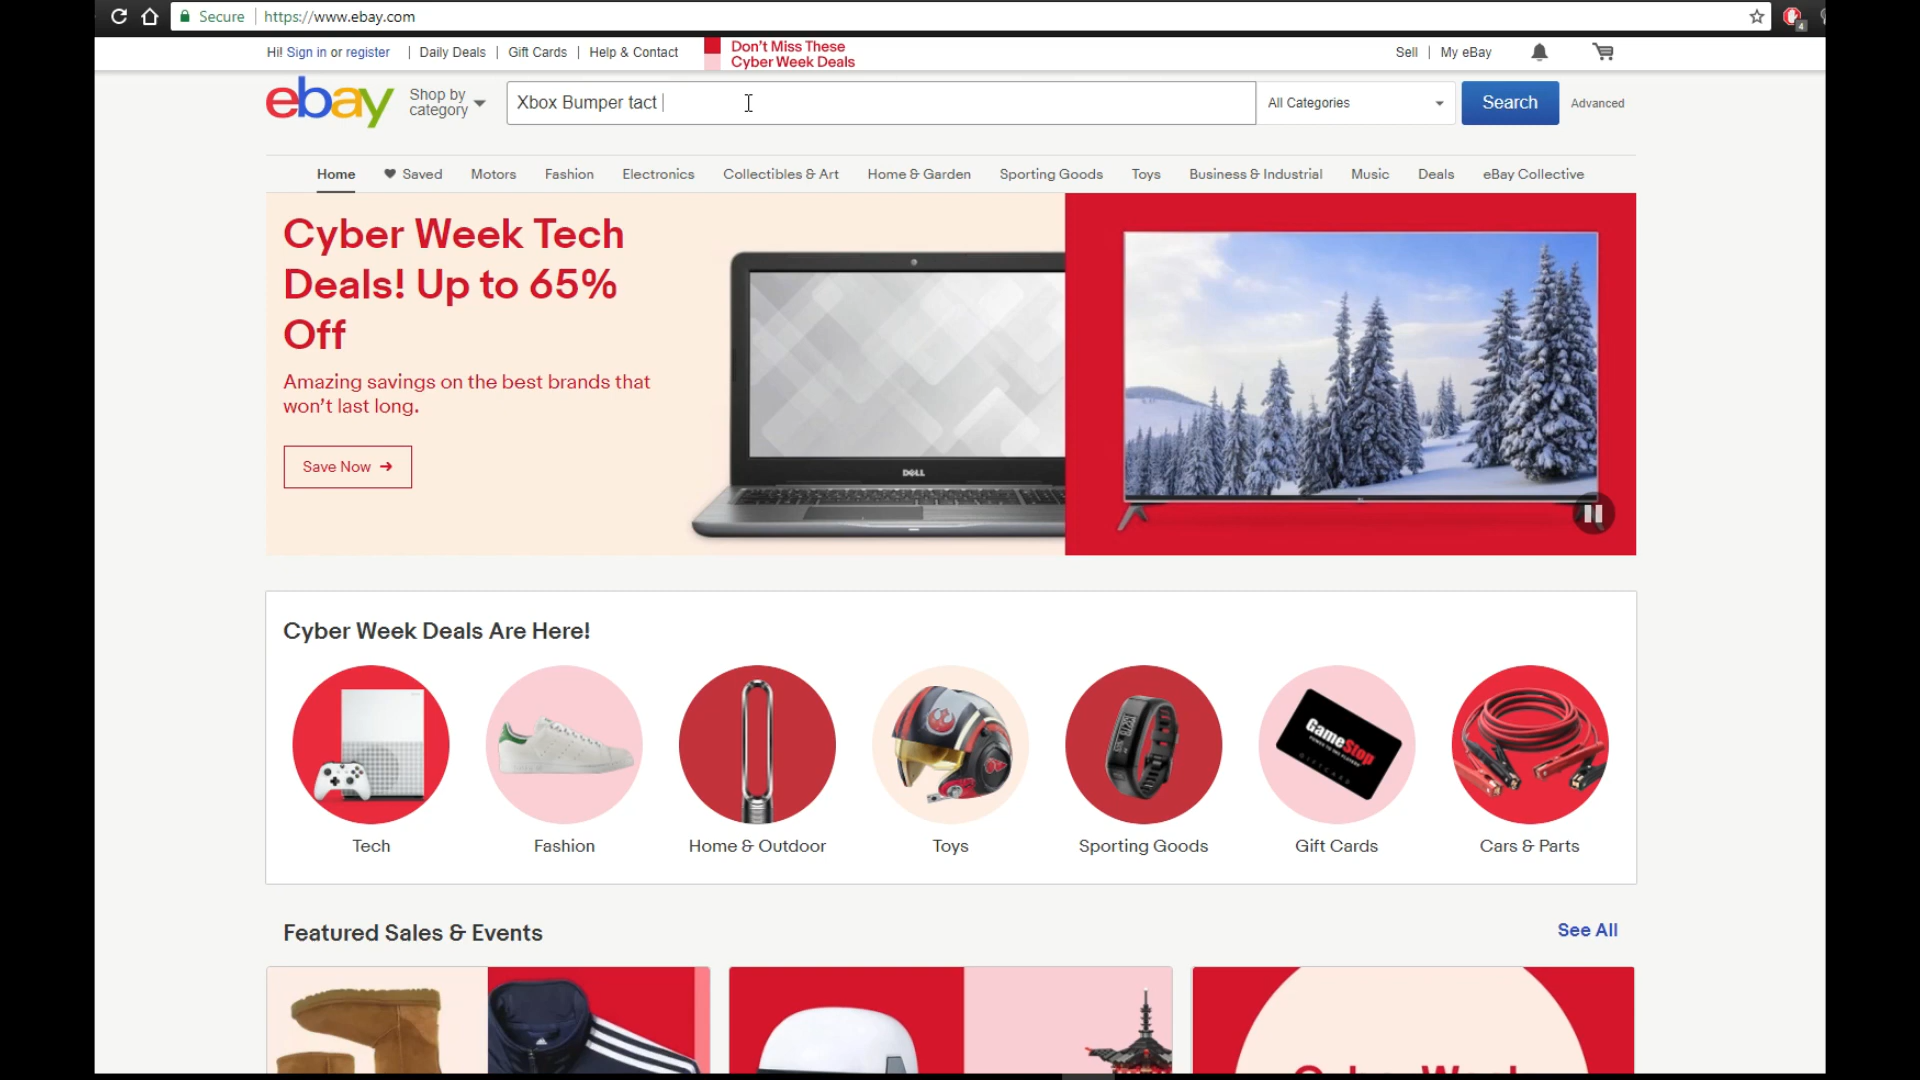 Secure
https://www.ebay.com
4
Hi! Sign in or register | Daily Deals | Gift Cards | Help & Contact
Don't Miss These
Cyber Week Deals
Sell | My eBay
ebay
Shop by
category
Xbox Bumper tact
All Categories
Search
Advanced
Home Saved Motors Fashion Electronics Collectibles & Art Home & Garden Sporting Goods Toys Business & Industrial Music Deals eBay Collective
Cyber Week Tech
Deals! Up to 65%
Off
Amazing savings on the best brands that
won't last long.
Save Now →
DELL
Cyber Week Deals Are Here!
GameStop
Tech
Fashion
Home & Outdoor
Toys
Sporting Goods
Gift Cards
Cars & Parts
Featured Sales & Events
See All